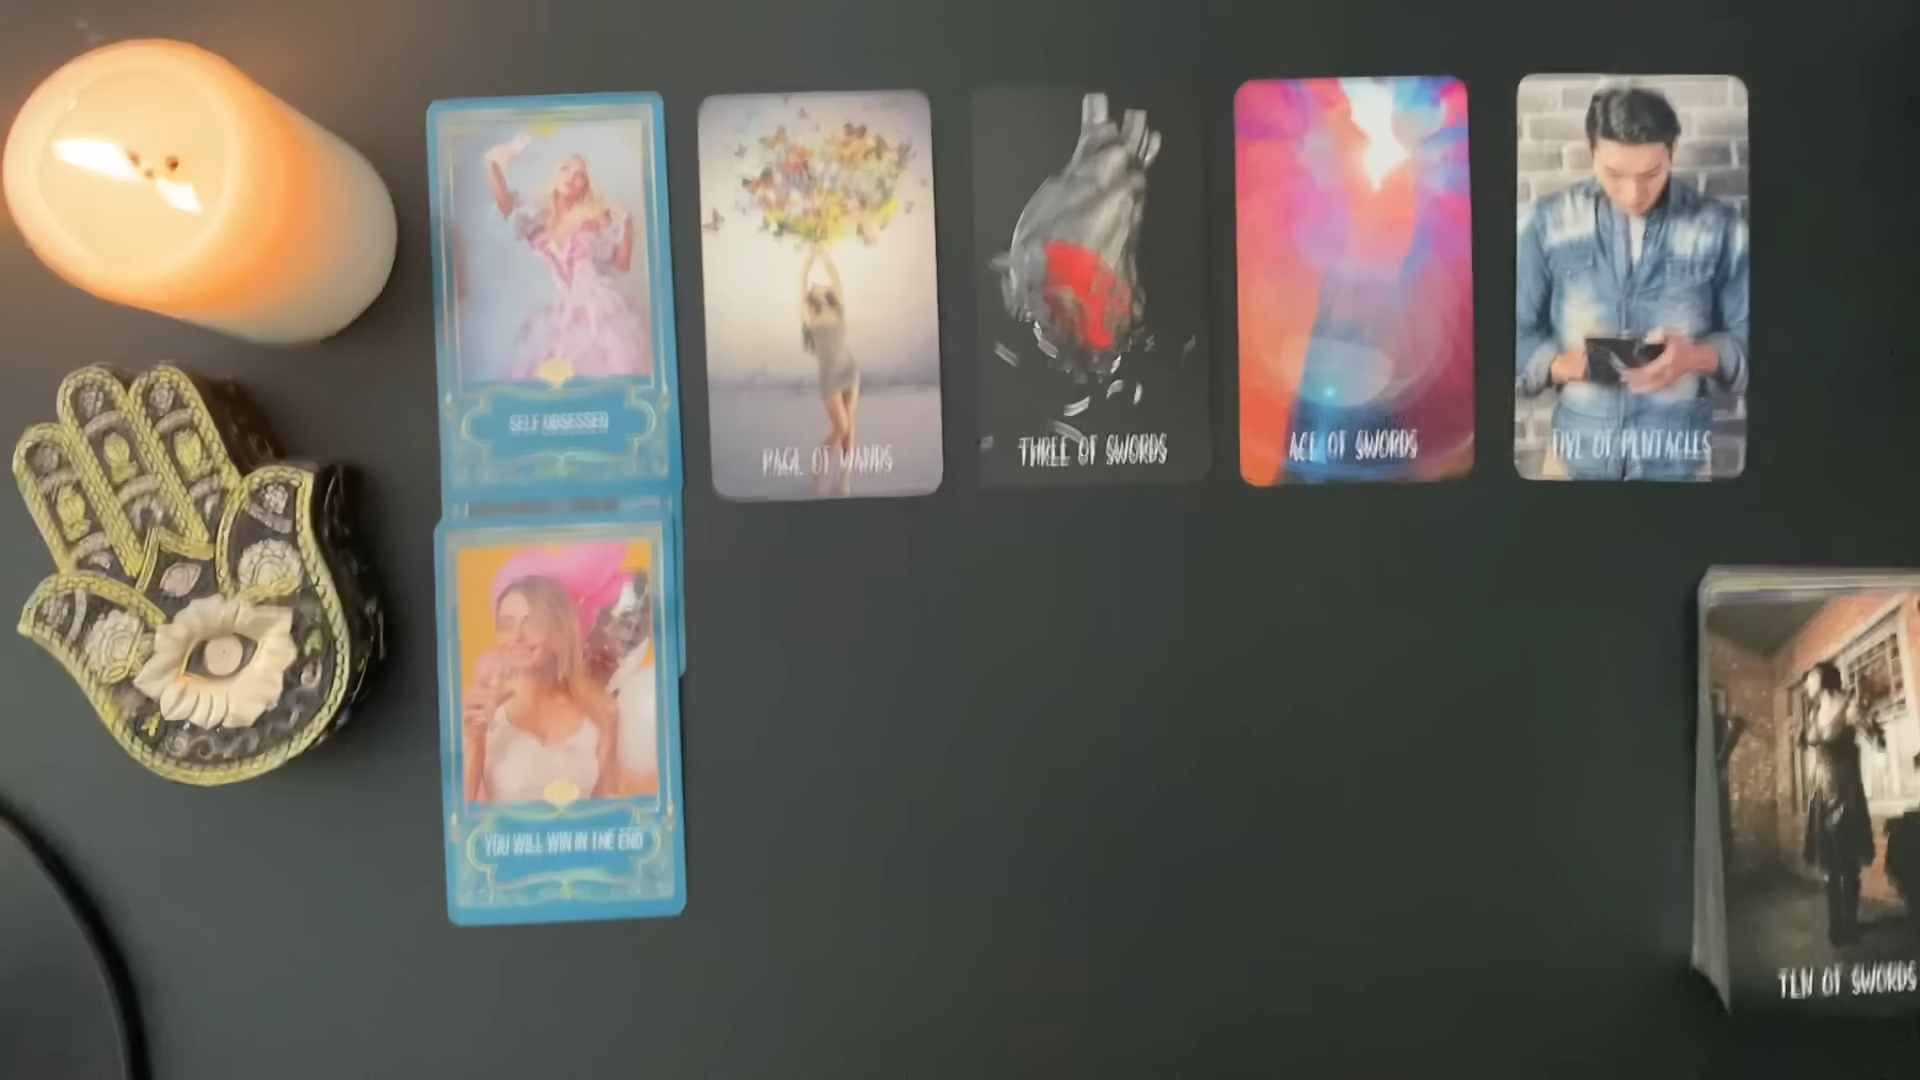 SELF OBSESSED
PAGE OF WANDS
THREE OF SWORDS
ACE OF SWORDS
FIVE OF PENTACLES
YOU WILL WIN IN THE END
TEN OF SWORDS